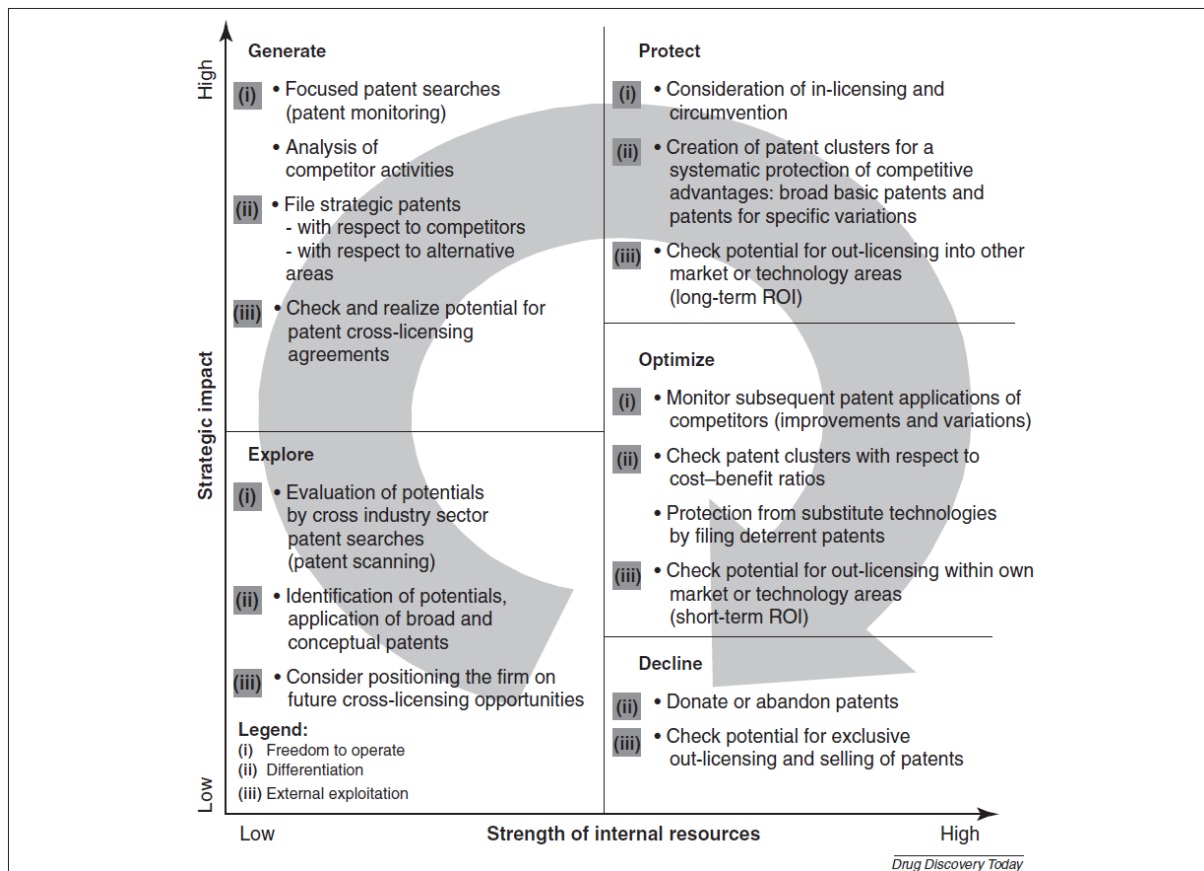 High
Strategic impact
Low
Generate
(i) • Focused patent searches
(patent monitoring)
• Analysis of
competitor activities
(ii) • File strategic patents
- with respect to competitors
- with respect to alternative
areas
(iii) • Check and realize potential for
patent cross-licensing
agreements
Protect
(i) • Consideration of in-licensing and
circumvention
(ii) • Creation of patent clusters for a
systematic protection of competitive
advantages: broad basic patents and
patents for specific variations
(iii) • Check potential for out-licensing into other
market or technology areas
(long-term ROI)
Explore
(i) • Evaluation of potentials
by cross industry sector
patent searches
(patent scanning)
(ii) • Identification of potentials,
application of broad and
conceptual patents
(iii) • Consider positioning the firm on
future cross-licensing opportunities
Legend:
(i) Freedom to operate
(ii) Differentiation
(iii) External exploitation
Optimize
(i) • Monitor subsequent patent applications of
competitors (improvements and variations)
(ii) • Check patent clusters with respect to
cost–benefit ratios
• Protection from substitute technologies
by filing deterrent patents
(iii) • Check potential for out-licensing within own
market or technology areas
(short-term ROI)
Decline
(ii) • Donate or abandon patents
(iii) • Check potential for exclusive
out-licensing and selling of patents
Low
Strength of internal resources
High
Drug Discovery Today